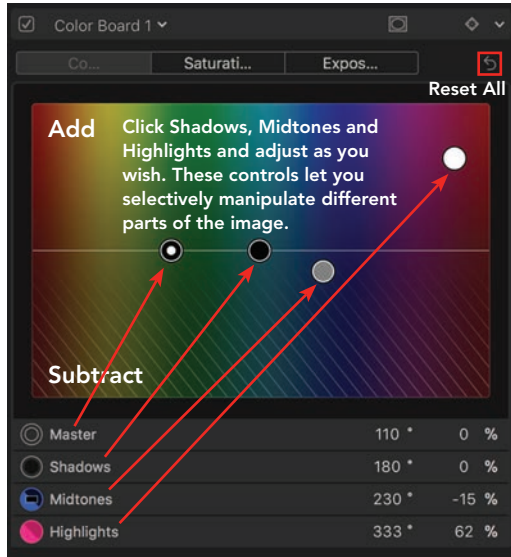 Color Board 1
Co... Saturati... Expos...
Reset All
Add
Click Shadows, Midtones and
Highlights and adjust as you
wish. These controls let you
selectively manipulate different
parts of the image.
Subtract
Master 110 ° 0 %
Shadows 180 ° 0 %
Midtones 230 ° -15 %
Highlights 333 ° 62 %